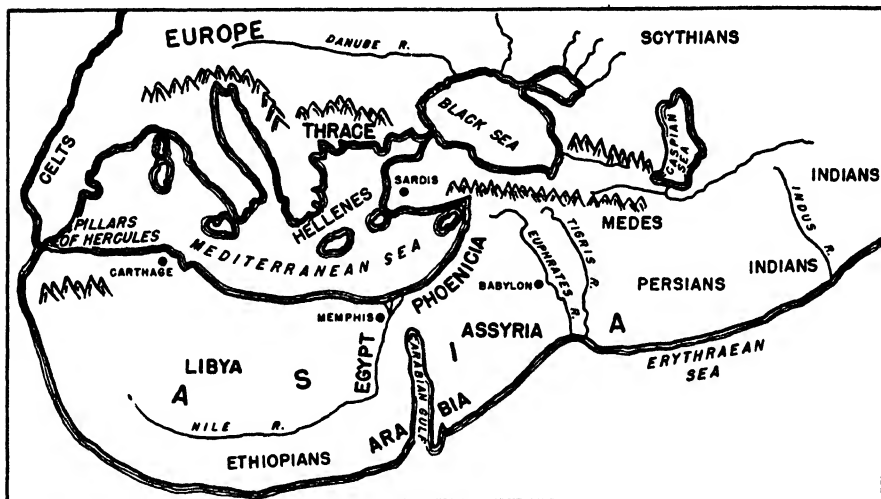 EUROPE
DANUBE R.
SCYTHIANS
BLACK SEA
THRACE
CASPIAN
SEA
CELTS
SARDIS
INDIANS
HELLENES
MEDES
INDUS R.
PILLARS
OF HERCULES
MEDITERRANEAN SEA
TIGRIS R.
EUPHRATES R.
CARTHAGE
PHOENICIA
BABYLON
PERSIANS
INDIANS
MEMPHIS
ASSYRIA
A
ERYTHRAEAN
SEA
LIBYA
EGYPT
ARABIAN GULF
I
A
S
NILE R.
ARA BIA
ETHIOPIANS